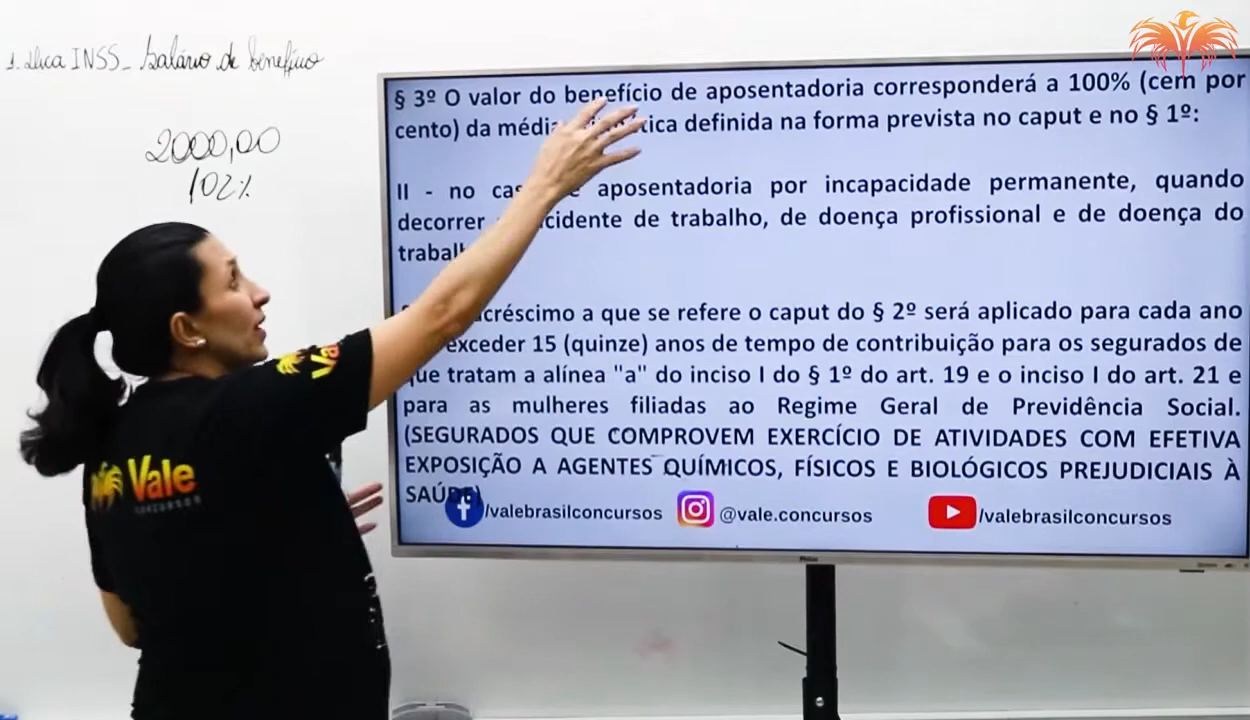 INSS - Salário de benefício
2000,00
102%
§ 3º O valor do benefício de aposentadoria corresponderá a 100% (cem por
cento) da média definida na forma prevista no caput e no § 1º:
II - no aposentadoria por incapacidade permanente, quando
decorrer acidente de trabalho, de doença profissional e de doença do
trabalho
acréscimo a que se refere o caput do § 2º será aplicado para cada ano
exceder 15 (quinze) anos de tempo de contribuição para os segurados de
que tratam a alínea "a" do inciso I do § 1º do art. 19 e o inciso I do art. 21 e
para as mulheres filiadas ao Regime Geral de Previdência Social.
(SEGURADOS QUE COMPROVEM EXERCÍCIO DE ATIVIDADES COM EFETIVA
EXPOSIÇÃO A AGENTES QUÍMICOS, FÍSICOS E BIOLÓGICOS PREJUDICIAIS À
SAÚDE)
/valebrasilconcursos @vale.concursos /valebrasilconcursos
Vale
CONCURSOS
Va
Philco